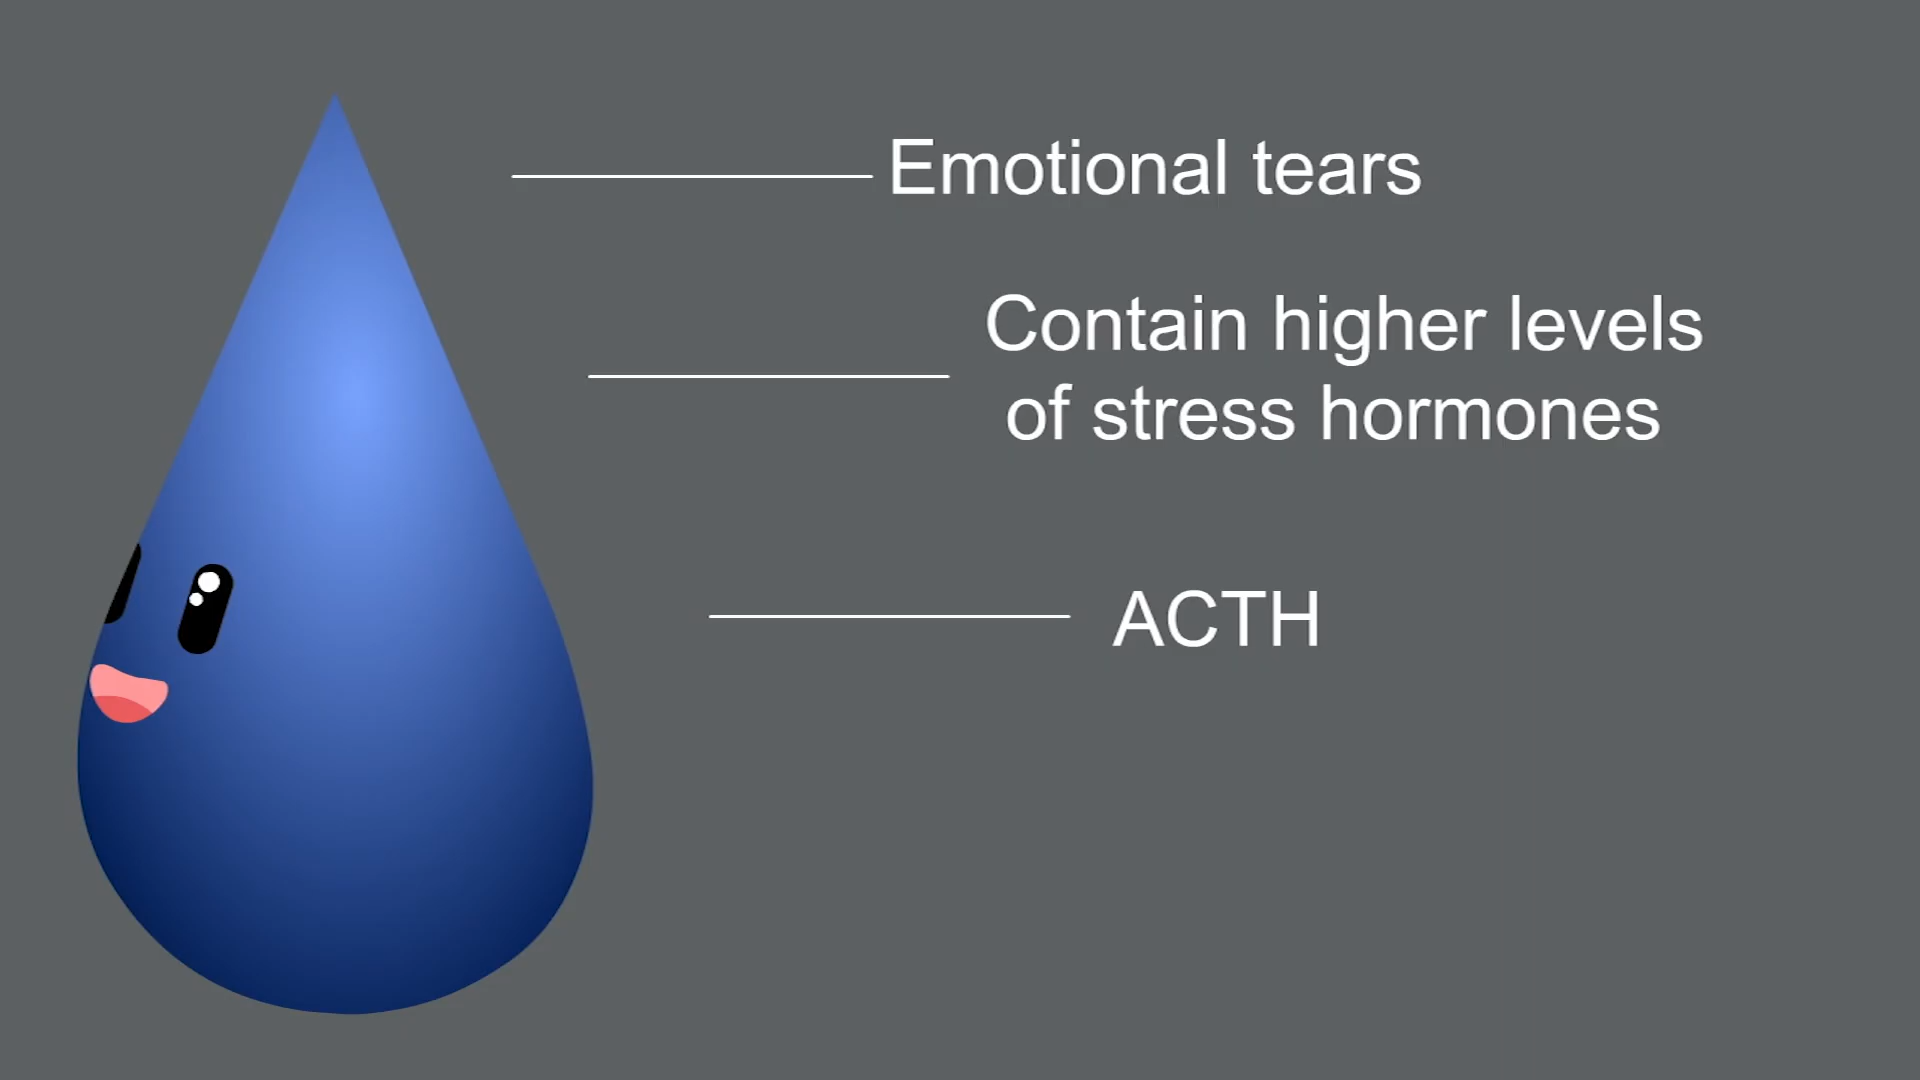 Emotional tears
Contain higher levels
of stress hormones
ACTH